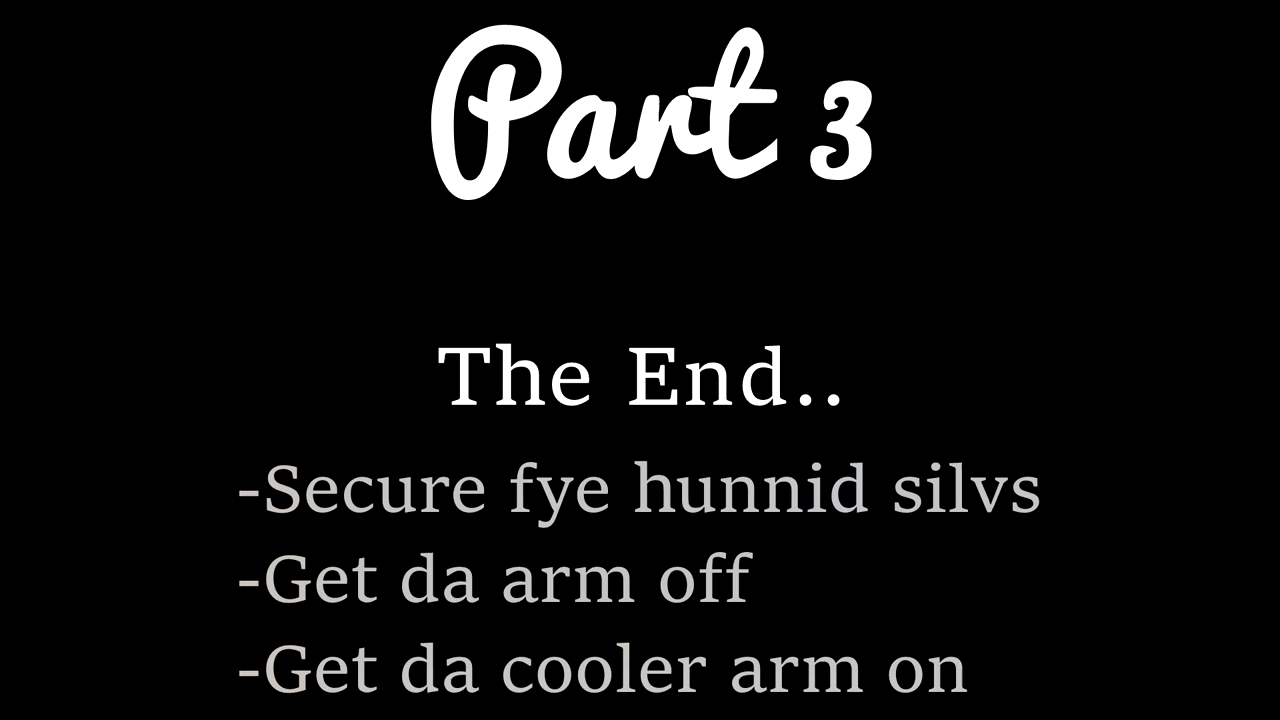 Part 3
The End..
-Secure fye hunnid silvs
-Get da arm off
-Get da cooler arm on